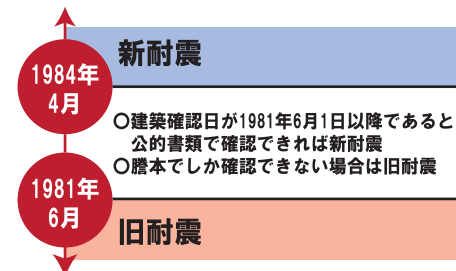 新耐震
1984年
4月
〇建築確認日が1981年6月1日以降であると
公的書類で確認できれば新耐震
〇謄本でしか確認できない場合は旧耐震
1981年
6月
旧耐震